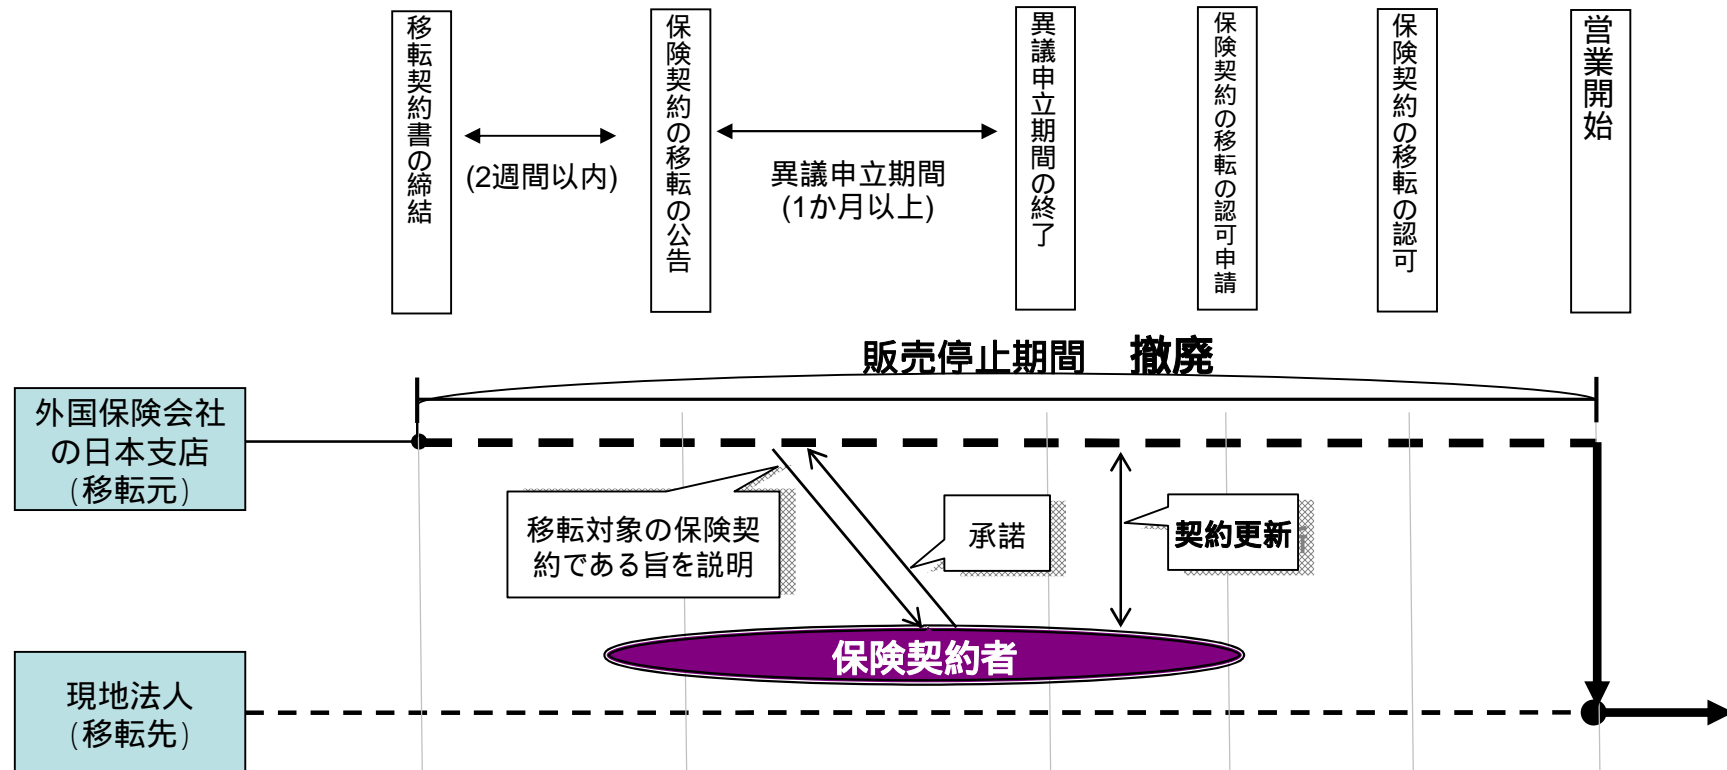 移転契約書の締結
(2週間以内)
保険契約の移転の公告
異議申立期間
(1か月以上)
異議申立期間の終了
保険契約の移転の認可申請
保険契約の移転の認可
営業開始
販売停止期間　撤廃
外国保険会社
の日本支店
（移転元）
移転対象の保険契
約である旨を説明
承諾
契約更新
保険契約者
現地法人
（移転先）